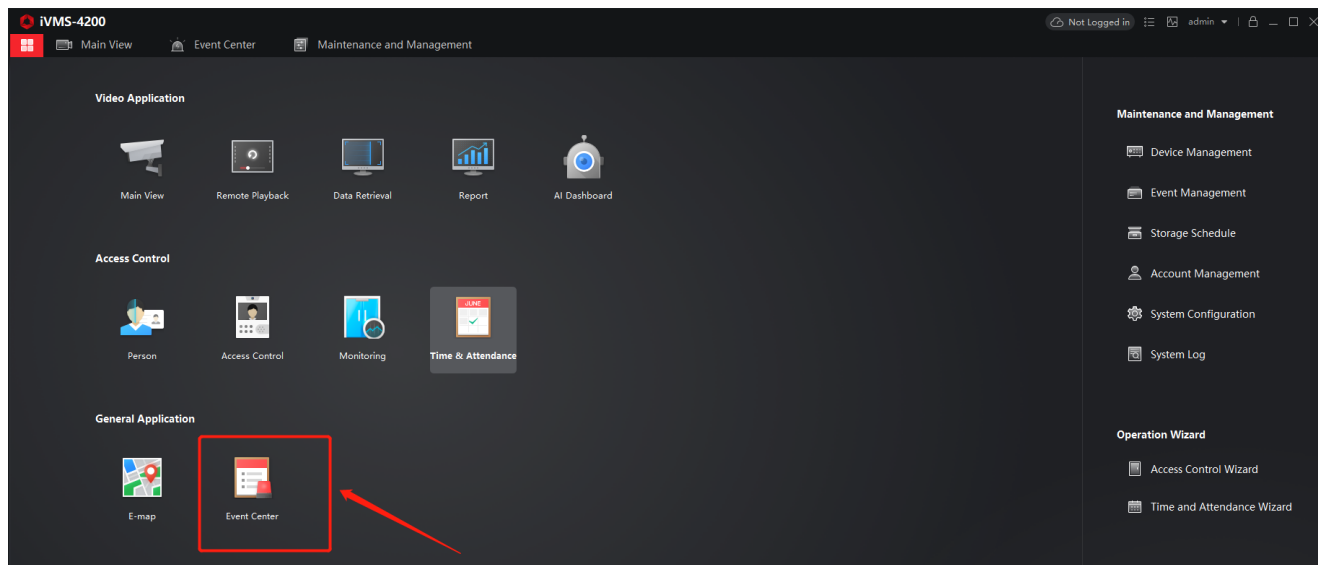 iVMS-4200
Not Logged in
admin
Main View
Event Center
Maintenance and Management
Video Application
Main View
Remote Playback
Data Retrieval
Report
AI Dashboard
Access Control
Person
Access Control
Monitoring
JUNE
Time & Attendance
General Application
E-map
Event Center
Maintenance and Management
Device Management
Event Management
Storage Schedule
Account Management
System Configuration
System Log
Operation Wizard
Access Control Wizard
Time and Attendance Wizard